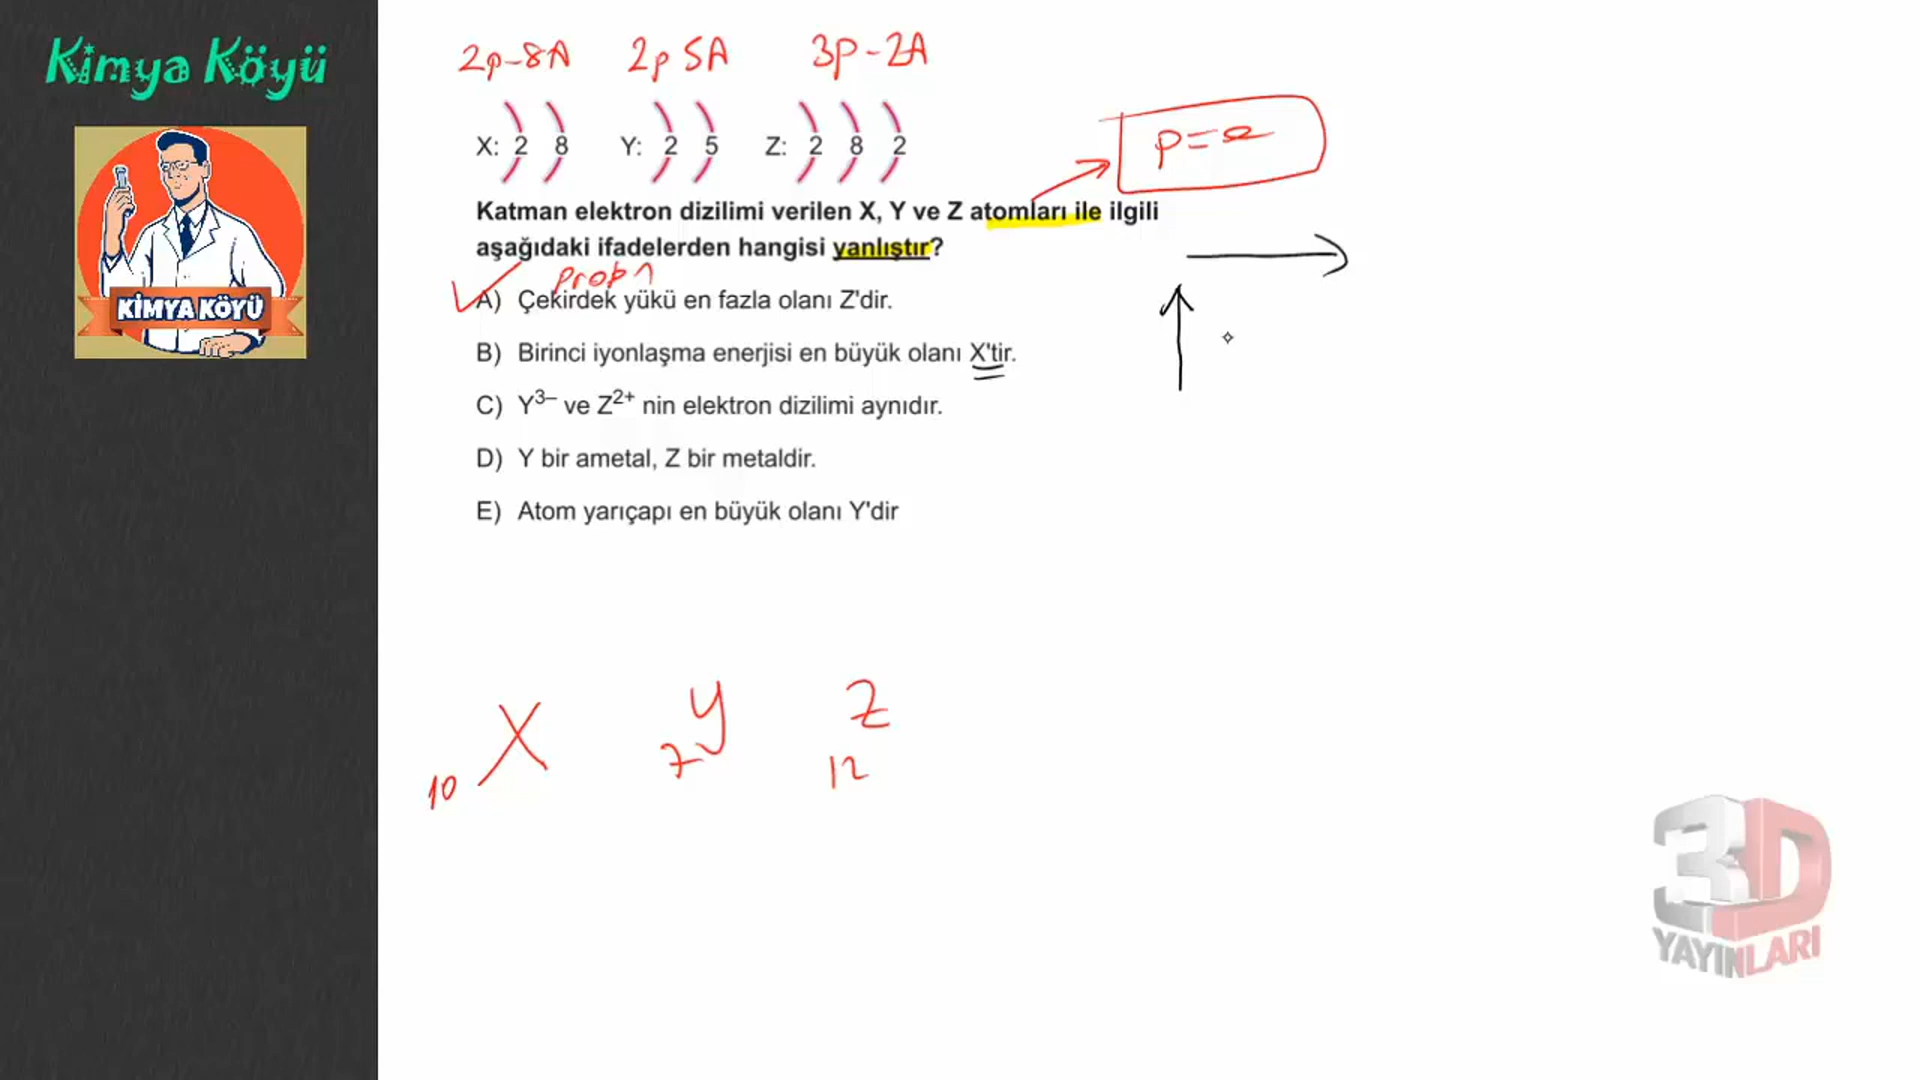 Kimya Köyü
KİMYA KÖYÜ
2p-8A 2p 5A 3p-2A
X: 2 8 Y: 2 5 Z: 2 8 2
p=e
Katman elektron dizilimi verilen X, Y ve Z atomları ile ilgili
aşağıdaki ifadelerden hangisi yanlıştır?
A) Çekirdek yükü en fazla olanı Z'dir.
B) Birinci iyonlaşma enerjisi en büyük olanı X'tir.
C) Y³⁻ ve Z²⁺ nin elektron dizilimi aynıdır.
D) Y bir ametal, Z bir metaldir.
E) Atom yarıçapı en büyük olanı Y'dir
10 X 7 Y 12 Z
3D
YAYINLARI